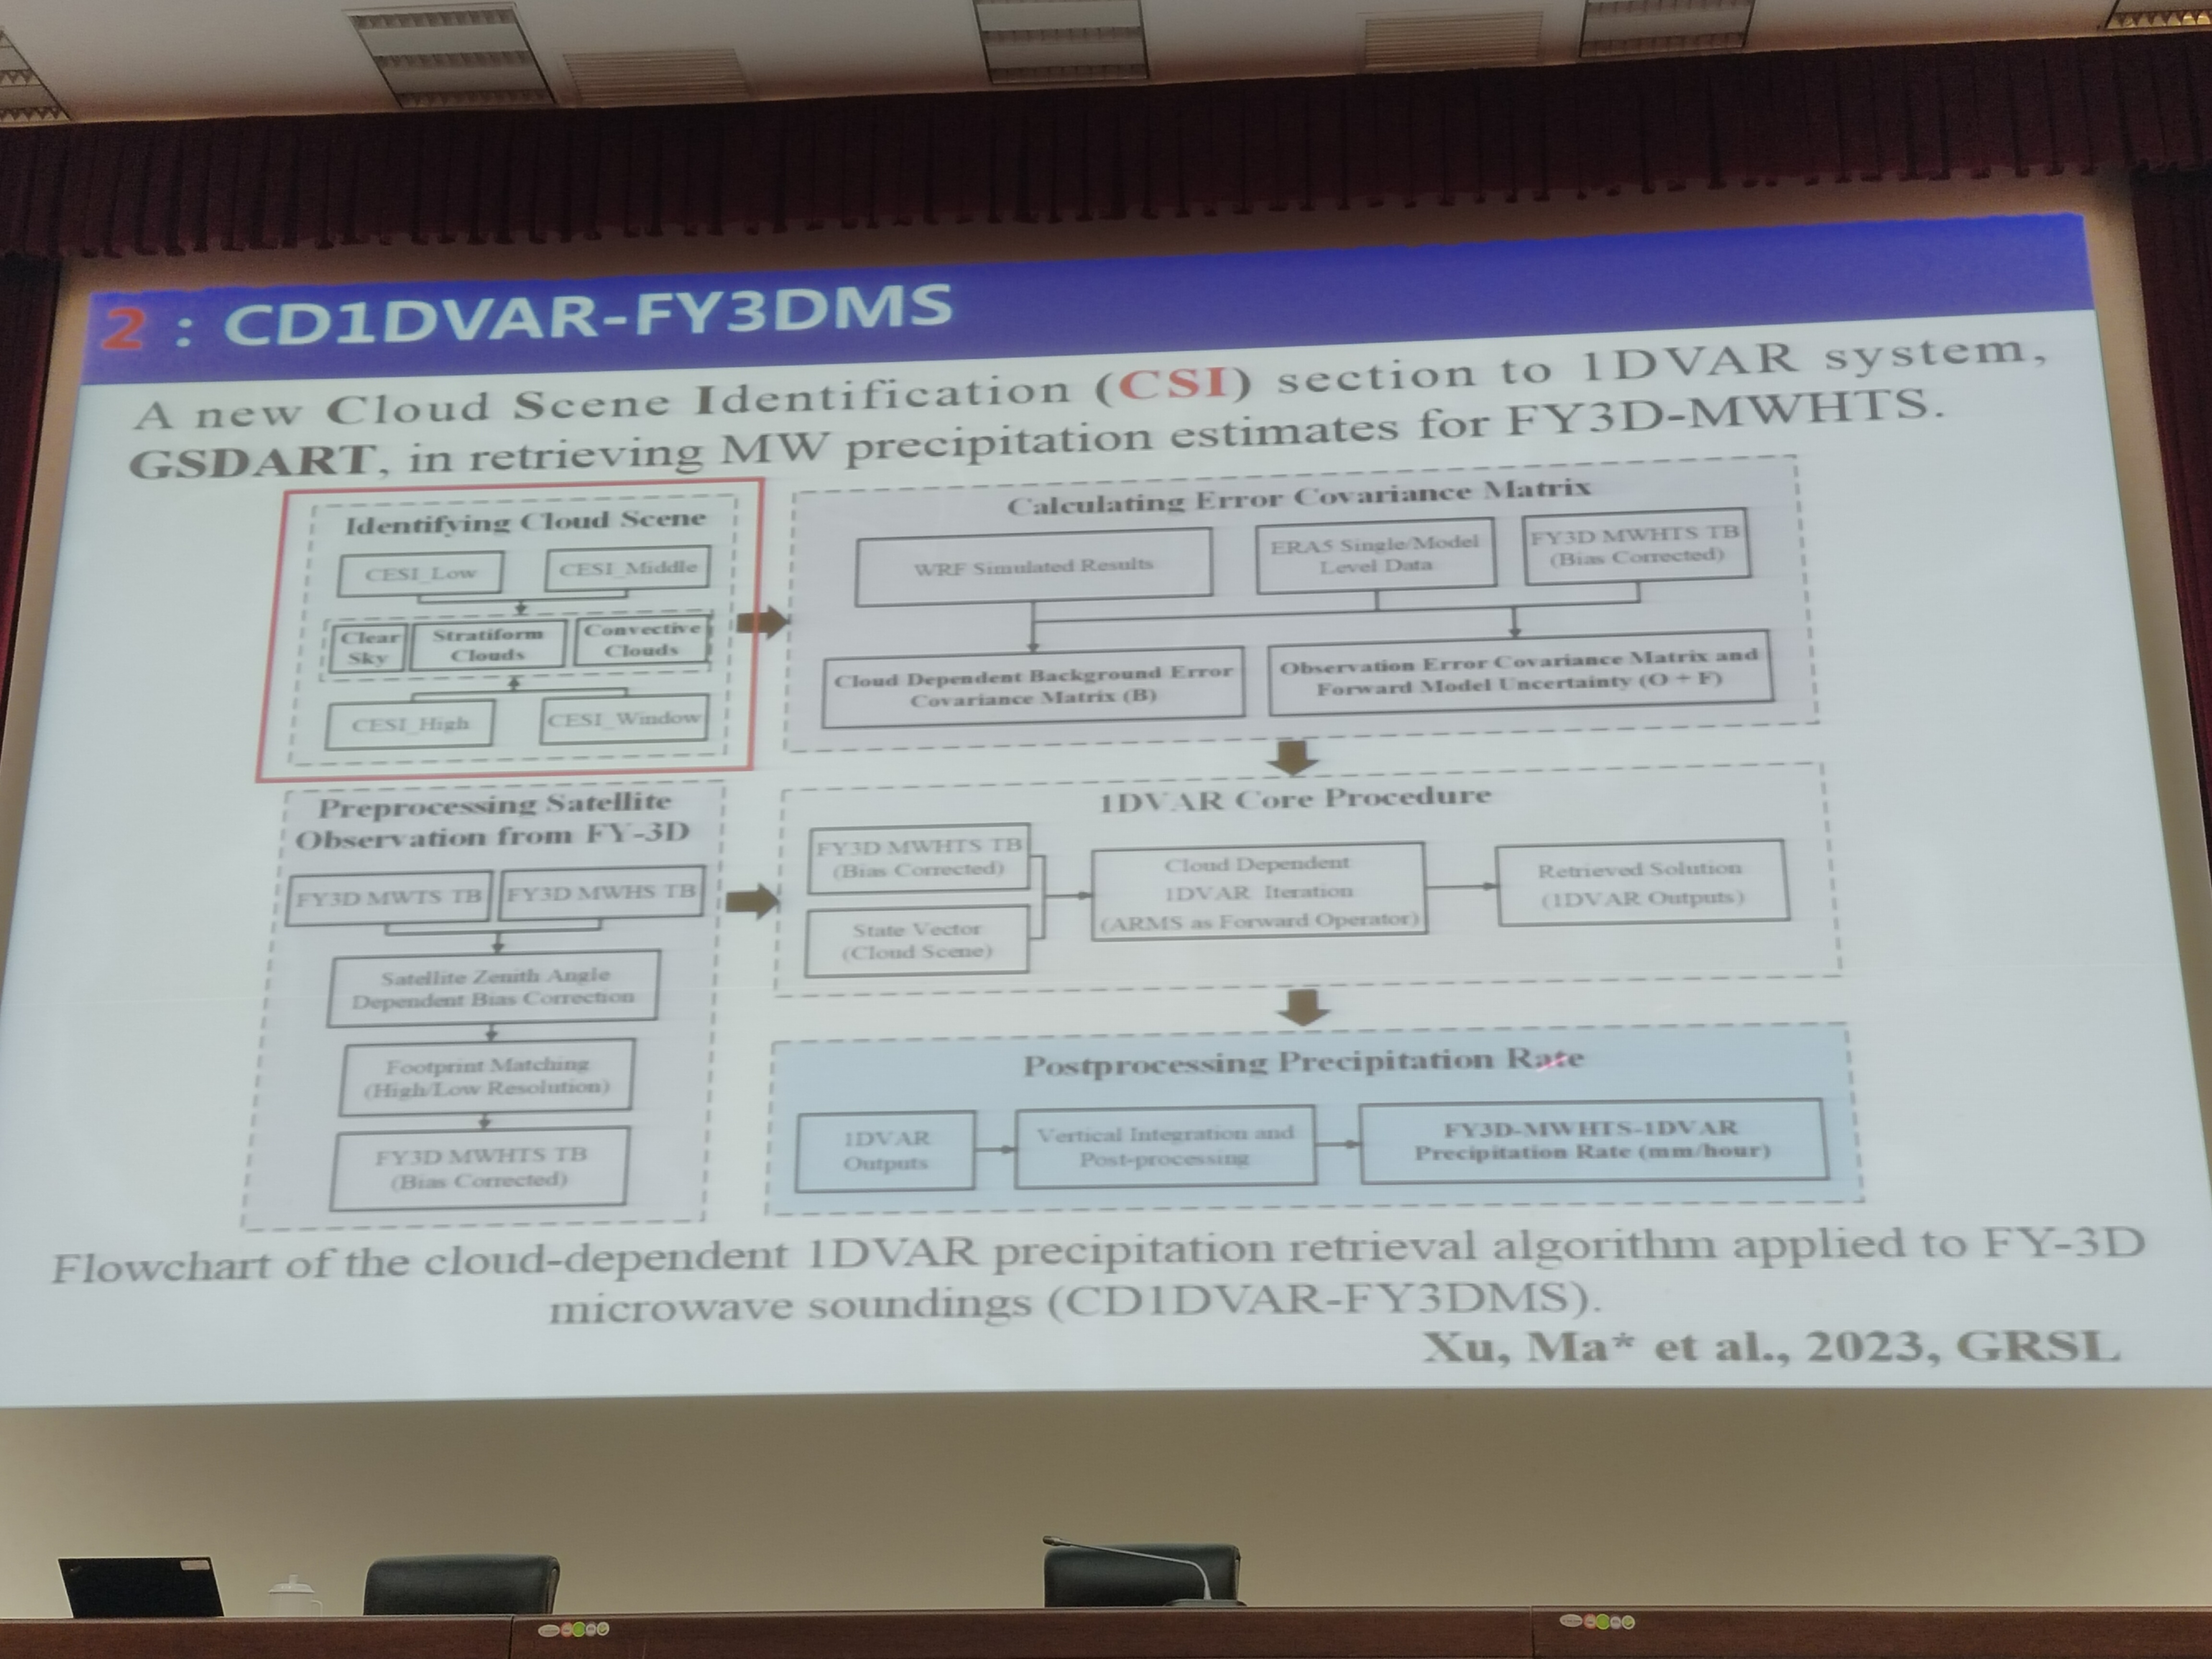 2 : CD1DVAR-FY3DMS
A new Cloud Scene Identification (CSI) section to 1DVAR system,
GSDART, in retrieving MW precipitation estimates for FY3D-MWHTS.
Identifying Cloud Scene
CESI_Low
CESI_Middle
Clear
Sky
Stratiform
Clouds
Convective
Clouds
CESI_High
CESI_Window
Calculating Error Covariance Matrix
WRF Simulated Results
ERA5 Single/Model
Level Data
FY3D MWHTS TB
(Bias Corrected)
Cloud Dependent Background Error
Covariance Matrix (B)
Observation Error Covariance Matrix and
Forward Model Uncertainty (O + F)
Preprocessing Satellite
Observation from FY-3D
FY3D MWTS TB
FY3D MWHS TB
Satellite Zenith Angle
Dependent Bias Correction
Footprint Matching
(High/Low Resolution)
FY3D MWHTS TB
(Bias Corrected)
1DVAR Core Procedure
FY3D MWHTS TB
(Bias Corrected)
State Vector
(Cloud Scene)
Cloud Dependent
1DVAR Iteration
(ARMS as Forward Operator)
Retrieved Solution
(1DVAR Outputs)
Postprocessing Precipitation Rate
1DVAR
Outputs
Vertical Integration and
Post-processing
FY3D-MWHTS-1DVAR
Precipitation Rate (mm/hour)
Flowchart of the cloud-dependent 1DVAR precipitation retrieval algorithm applied to FY-3D
microwave soundings (CD1DVAR-FY3DMS).
Xu, Ma* et al., 2023, GRSL